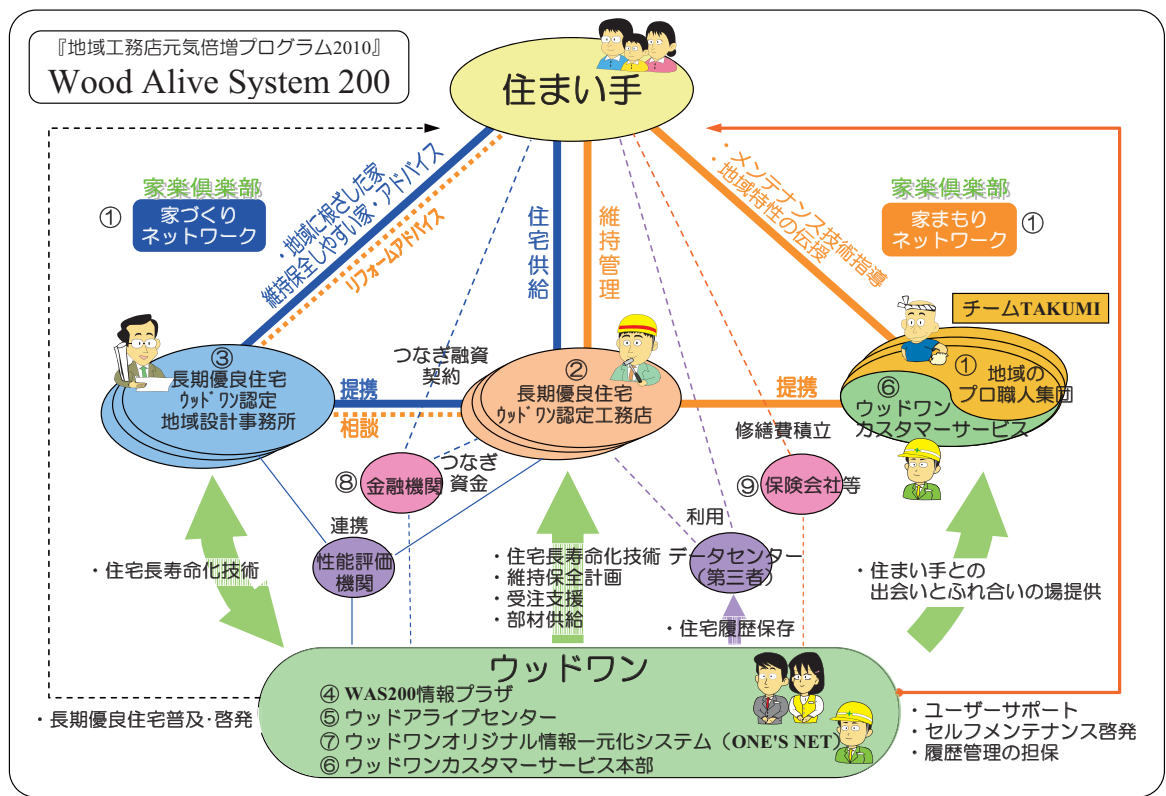 『地域工務店元気倍増プログラム2010』
Wood Alive System 200
住まい手
家楽倶楽部
①
家づくり
ネットワーク
・地域に根ざした家
維持保全しやすい家・アドバイス
リフォームアドバイス
住宅供給
維持管理
・メンテナンス技術指導
・地域特性の伝授
家楽倶楽部
家まもり
ネットワーク
①
チームTAKUMI
③
長期優良住宅
ウッドワン認定
地域設計事務所
つなぎ融資
契約
提携
相談
②
長期優良住宅
ウッドワン認定工務店
提携
①
地域の
プロ職人集団
⑥
ウッドワン
カスタマーサービス
修繕費積立
⑧
金融機関
つなぎ
資金
⑨
保険会社等
連携
性能評価
機関
利用
データセンター
(第三者)
・住宅長寿命化技術
・住宅長寿命化技術
・維持保全計画
・受注支援
・部材供給
・住宅履歴保存
・住まい手との
出会いとふれ合いの場提供
ウッドワン
④ WAS200情報プラザ
⑤ ウッドアライブセンター
⑦ ウッドワンオリジナル情報一元化システム(ONE'S NET)
⑥ ウッドワンカスタマーサービス本部
・長期優良住宅普及・啓発
・ユーザーサポート
・セルフメンテナンス啓発
・履歴管理の担保